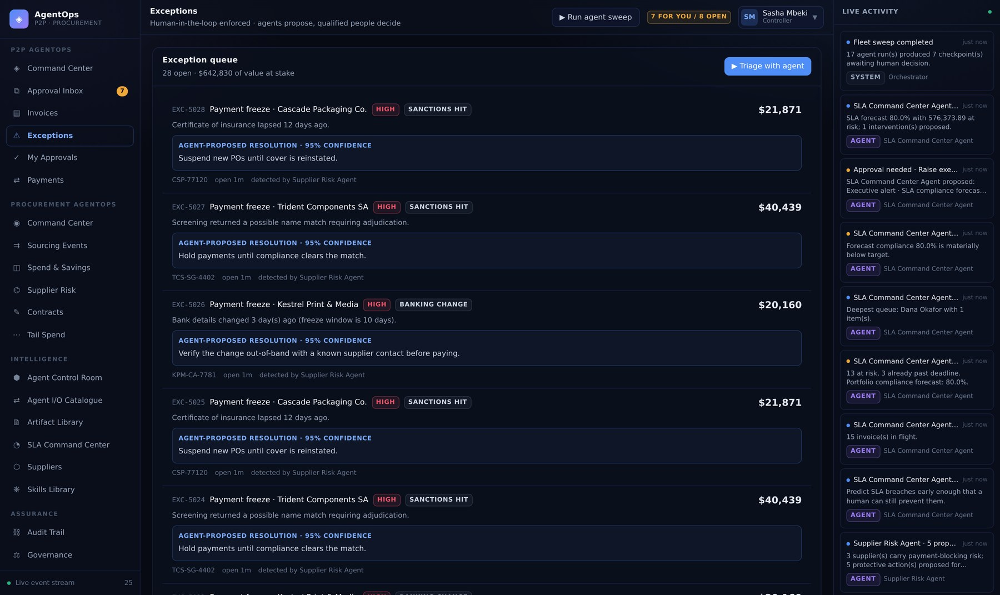 AgentOps
P2P · PROCUREMENT
P2P AGENTOPS
Command Center
Approval Inbox 7
Invoices
Exceptions
My Approvals
Payments
PROCUREMENT AGENTOPS
Command Center
Sourcing Events
Spend & Savings
Supplier Risk
Contracts
Tail Spend
INTELLIGENCE
Agent Control Room
Agent I/O Catalogue
Artifact Library
SLA Command Center
Suppliers
Skills Library
ASSURANCE
Audit Trail
Governance
Live event stream 25
Exceptions
Human-in-the-loop enforced · agents propose, qualified people decide
▶ Run agent sweep
7 FOR YOU / 8 OPEN
SM
Sasha Mbeki
Controller
▼
Exception queue
28 open · $642,830 of value at stake
▶ Triage with agent
EXC-5028 Payment freeze · Cascade Packaging Co. HIGH SANCTIONS HIT $21,871
Certificate of insurance lapsed 12 days ago.
AGENT-PROPOSED RESOLUTION · 95% CONFIDENCE
Suspend new POs until cover is reinstated.
CSP-77120 open 1m detected by Supplier Risk Agent
EXC-5027 Payment freeze · Trident Components SA HIGH SANCTIONS HIT $40,439
Screening returned a possible name match requiring adjudication.
AGENT-PROPOSED RESOLUTION · 95% CONFIDENCE
Hold payments until compliance clears the match.
TCS-SG-4402 open 1m detected by Supplier Risk Agent
EXC-5026 Payment freeze · Kestrel Print & Media HIGH BANKING CHANGE $20,160
Bank details changed 3 day(s) ago (freeze window is 10 days).
AGENT-PROPOSED RESOLUTION · 95% CONFIDENCE
Verify the change out-of-band with a known supplier contact before paying.
KPM-CA-7781 open 1m detected by Supplier Risk Agent
EXC-5025 Payment freeze · Cascade Packaging Co. HIGH SANCTIONS HIT $21,871
Certificate of insurance lapsed 12 days ago.
AGENT-PROPOSED RESOLUTION · 95% CONFIDENCE
Suspend new POs until cover is reinstated.
CSP-77120 open 1m detected by Supplier Risk Agent
EXC-5024 Payment freeze · Trident Components SA HIGH SANCTIONS HIT $40,439
Screening returned a possible name match requiring adjudication.
AGENT-PROPOSED RESOLUTION · 95% CONFIDENCE
Hold payments until compliance clears the match.
TCS-SG-4402 open 1m detected by Supplier Risk Agent
LIVE ACTIVITY
Fleet sweep completed just now
17 agent run(s) produced 7 checkpoint(s)
awaiting human decision.
SYSTEM Orchestrator
SLA Command Center Agent... just now
SLA forecast 80.0% with 576,373.89 at
risk; 1 intervention(s) proposed.
AGENT SLA Command Center Agent
Approval needed · Raise exe... just now
SLA Command Center Agent proposed:
Executive alert · SLA compliance forecas...
AGENT SLA Command Center Agent
SLA Command Center Agent... just now
Forecast compliance 80.0% is materially
below target.
AGENT SLA Command Center Agent
SLA Command Center Agent... just now
Deepest queue: Dana Okafor with 1
item(s).
AGENT SLA Command Center Agent
SLA Command Center Agent... just now
13 at risk, 3 already past deadline.
Portfolio compliance forecast: 80.0%.
AGENT SLA Command Center Agent
SLA Command Center Agent... just now
15 invoice(s) in flight.
AGENT SLA Command Center Agent
SLA Command Center Agent... just now
Predict SLA breaches early enough that a
human can still prevent them.
AGENT SLA Command Center Agent
Supplier Risk Agent · 5 prop... just now
3 supplier(s) carry payment-blocking risk;
5 protective action(s) proposed for...
AGENT Supplier Risk Agent